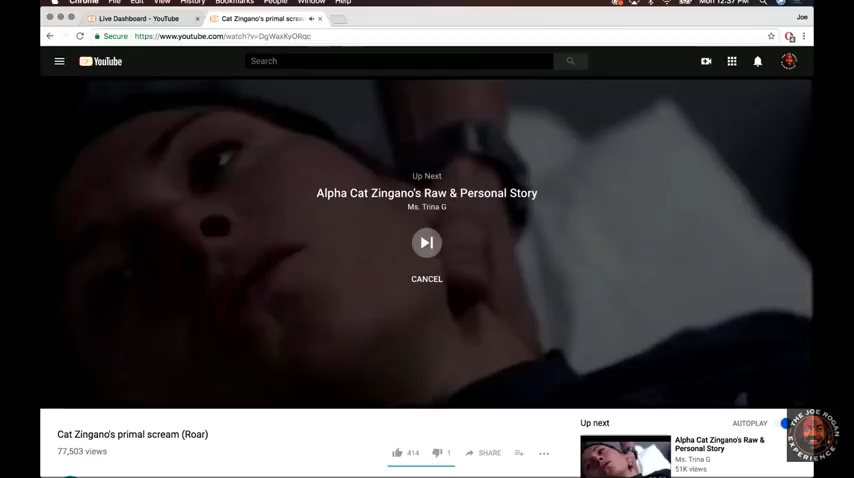 Chrome File Edit View History Bookmarks People Window Help Mon 12:37 PM
Live Dashboard - YouTube × Cat Zingano's primal scream × Joe
Secure https://www.youtube.com/watch?v=DgWaxKyORqc
YouTube Search
Up Next
Alpha Cat Zingano's Raw & Personal Story
Ms. Trina G
CANCEL
Cat Zingano's primal scream (Roar)
77,503 views
414 1 SHARE
Up next AUTOPLAY
Alpha Cat Zingano's Raw &
Personal Story
Ms. Trina G
51K views
THE JOE ROGAN
EXPERIENCE